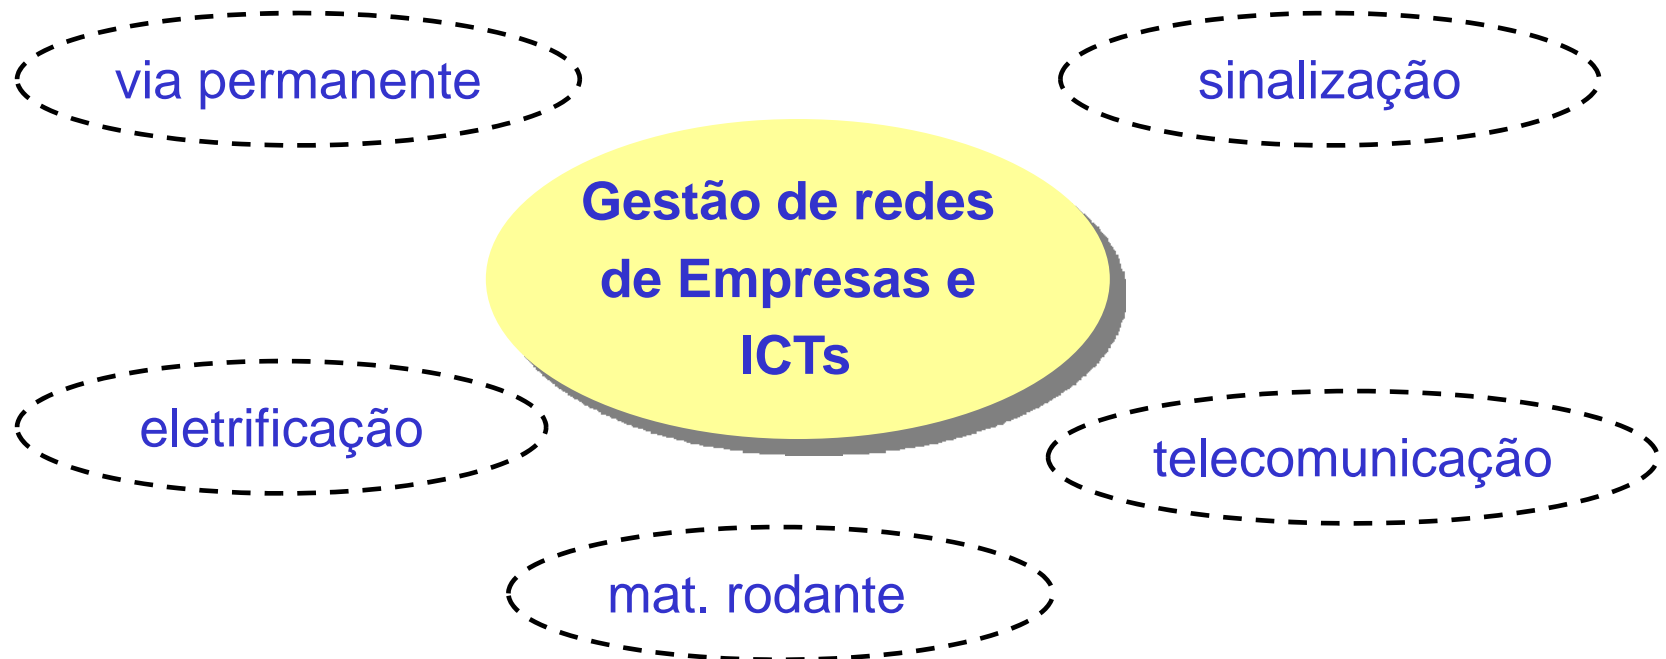 via permanente
sinalização
Gestão de redes
de Empresas e
ICTs
eletrificação
telecomunicação
mat. rodante